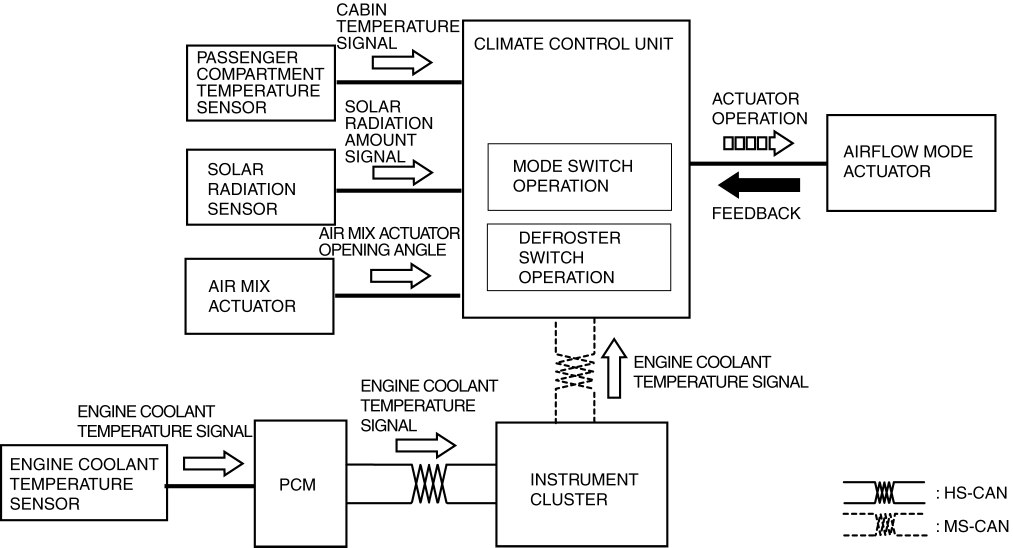 CABIN
TEMPERATURE
SIGNAL
PASSENGER
COMPARTMENT
TEMPERATURE
SENSOR
SOLAR
RADIATION
AMOUNT
SIGNAL
SOLAR
RADIATION
SENSOR
AIR MIX ACTUATOR
OPENING ANGLE
AIR MIX
ACTUATOR
CLIMATE CONTROL UNIT
MODE SWITCH
OPERATION
DEFROSTER
SWITCH
OPERATION
ACTUATOR
OPERATION
FEEDBACK
AIRFLOW MODE
ACTUATOR
ENGINE COOLANT
TEMPERATURE SIGNAL
ENGINE COOLANT
TEMPERATURE
SIGNAL
ENGINE COOLANT
TEMPERATURE SIGNAL
ENGINE COOLANT
TEMPERATURE
SENSOR
PCM
INSTRUMENT
CLUSTER
: HS-CAN
: MS-CAN